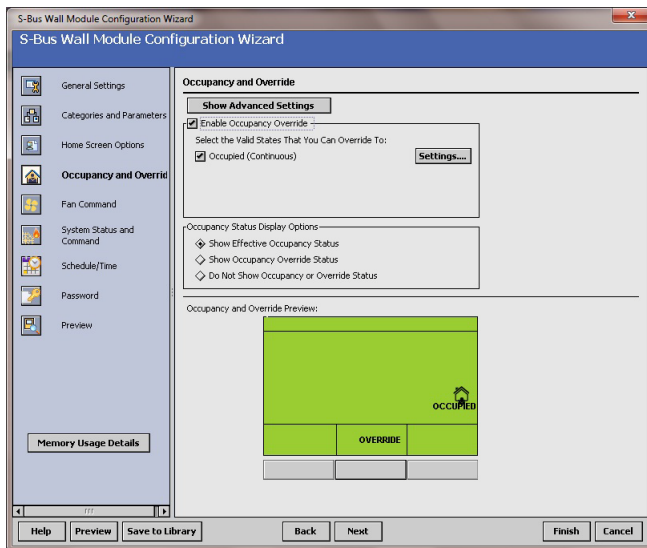 S-Bus Wall Module Configuration Wizard
S-Bus Wall Module Configuration Wizard
General Settings
Categories and Parameters
Home Screen Options
Occupancy and Overrid
Fan Command
System Status and
Command
Schedule/Time
Password
Preview
Memory Usage Details
Occupancy and Override
Show Advanced Settings
Enable Occupancy Override
Select the Valid States That You Can Override To:
Occupied (Continuous)
Settings....
Occupancy Status Display Options
Show Effective Occupancy Status
Show Occupancy Override Status
Do Not Show Occupancy or Override Status
Occupancy and Override Preview:
OCCUPIED
OVERRIDE
Help Preview Save to Library Back Next Finish Cancel